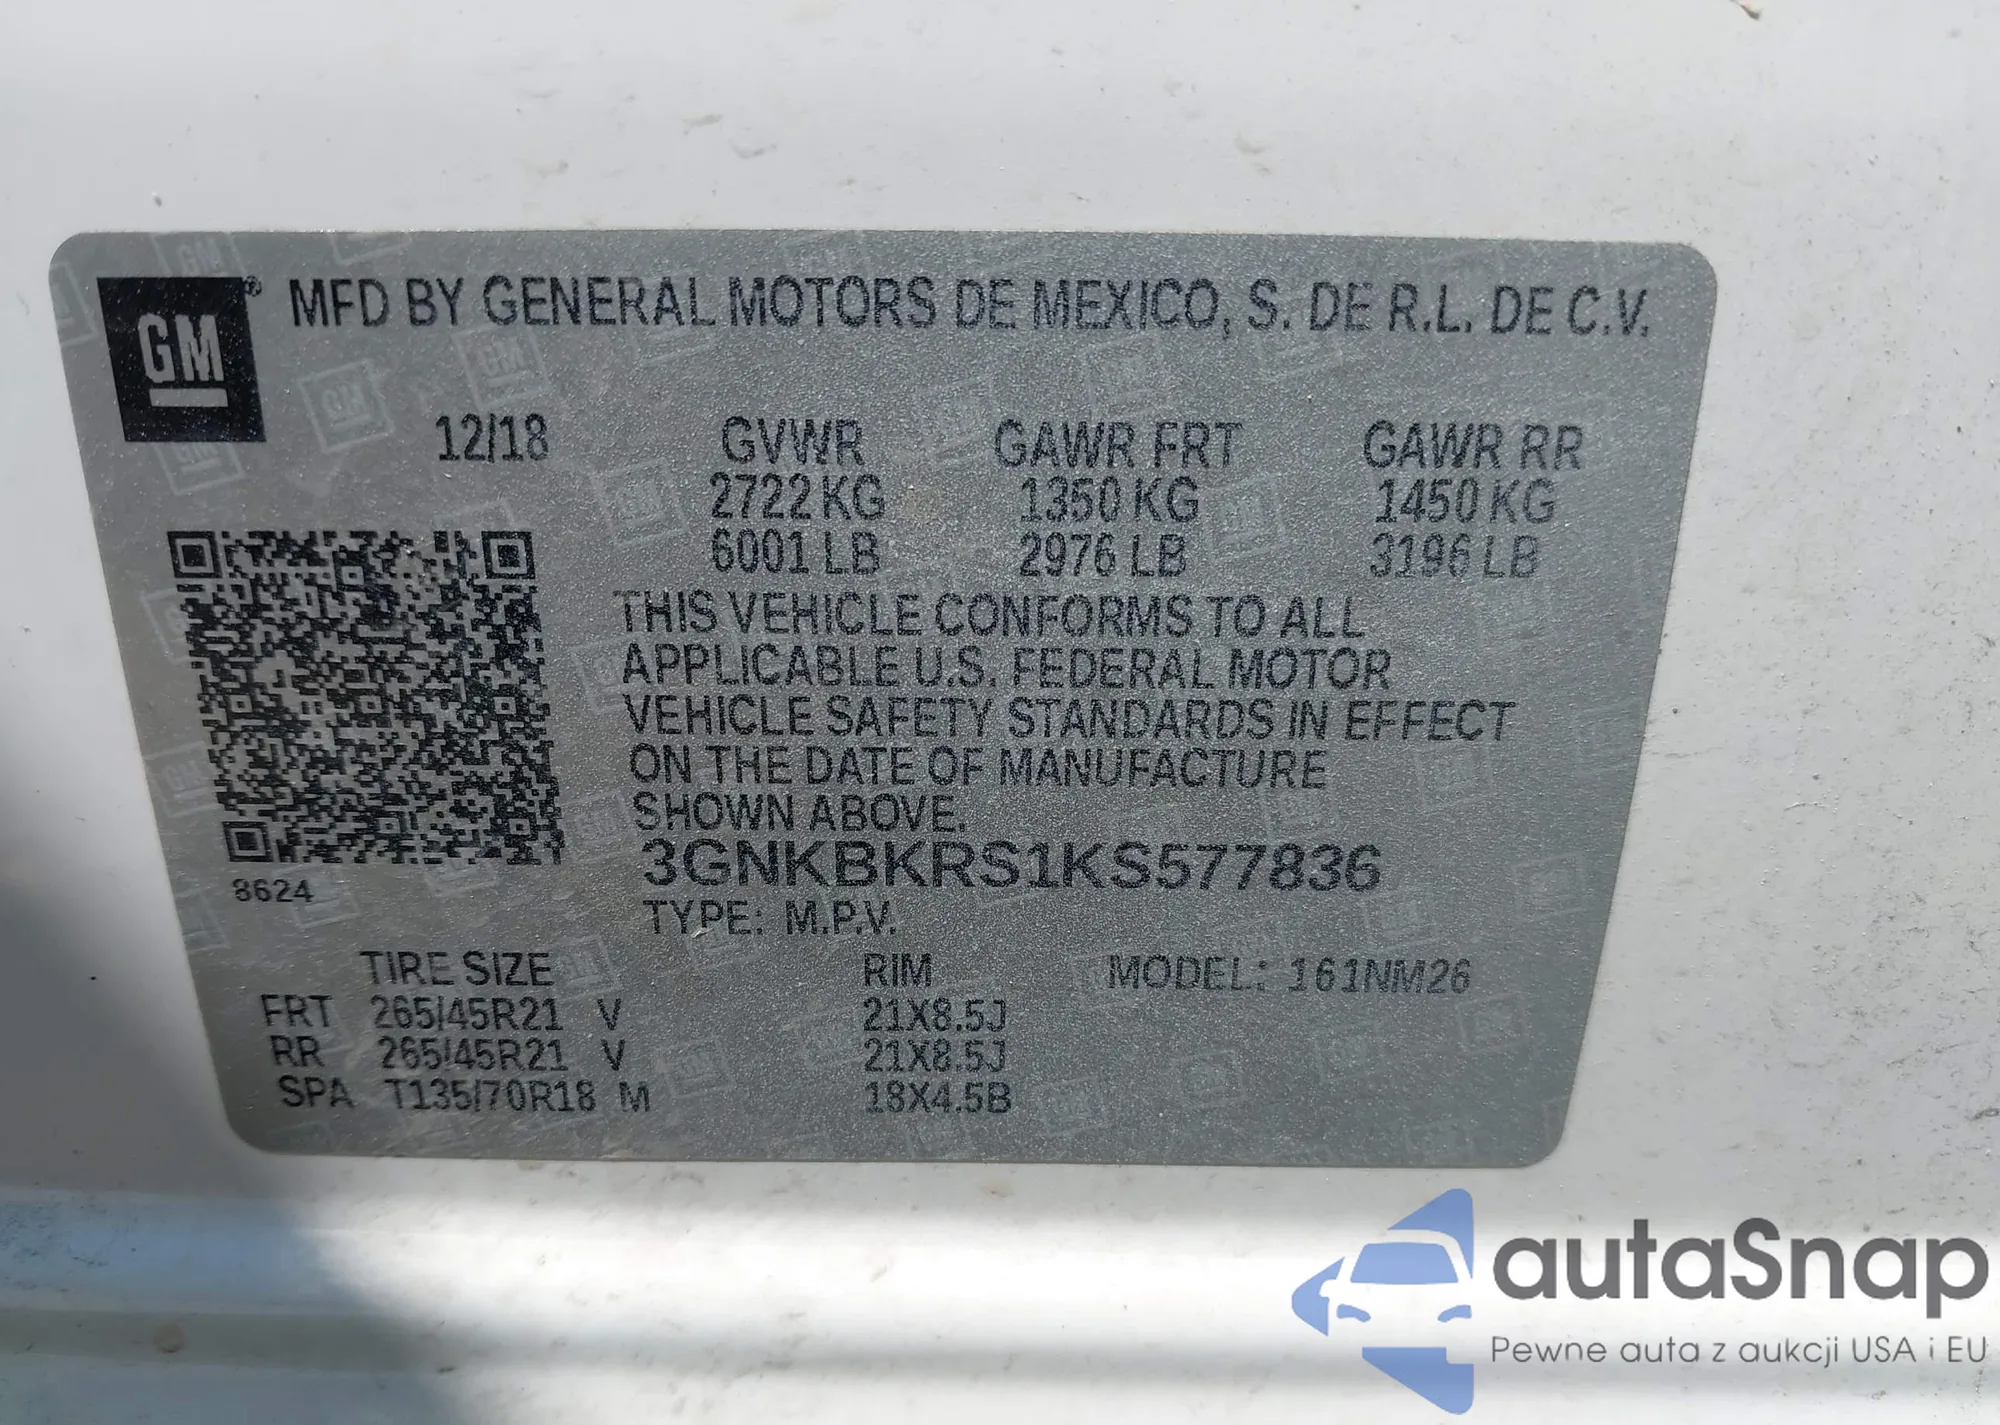 GM® MFD BY GENERAL MOTORS DE MEXICO, S. DE R.L. DE C.V.
12/18 GVWR GAWR FRT GAWR RR
2722 KG 1350 KG 1450 KG
6001 LB 2976 LB 3196 LB
THIS VEHICLE CONFORMS TO ALL
APPLICABLE U.S. FEDERAL MOTOR
VEHICLE SAFETY STANDARDS IN EFFECT
ON THE DATE OF MANUFACTURE
SHOWN ABOVE.
3GNKBKRS1KS577836
8624
TYPE: M.P.V.
TIRE SIZE RIM MODEL: 161NM26
FRT 265/45R21 V 21X8.5J
RR 265/45R21 V 21X8.5J
SPA T135/70R18 M 18X4.5B
autaSnap
Pewne auta z aukcji USA i EU